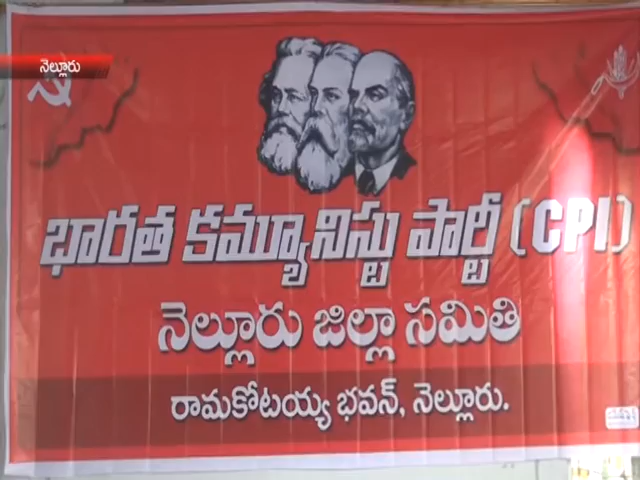 నెల్లూరు
భారత కమ్యూనిస్టు పార్టీ (CPI)
నెల్లూరు జిల్లా సమితి
రామకోటయ్య భవన్, నెల్లూరు.